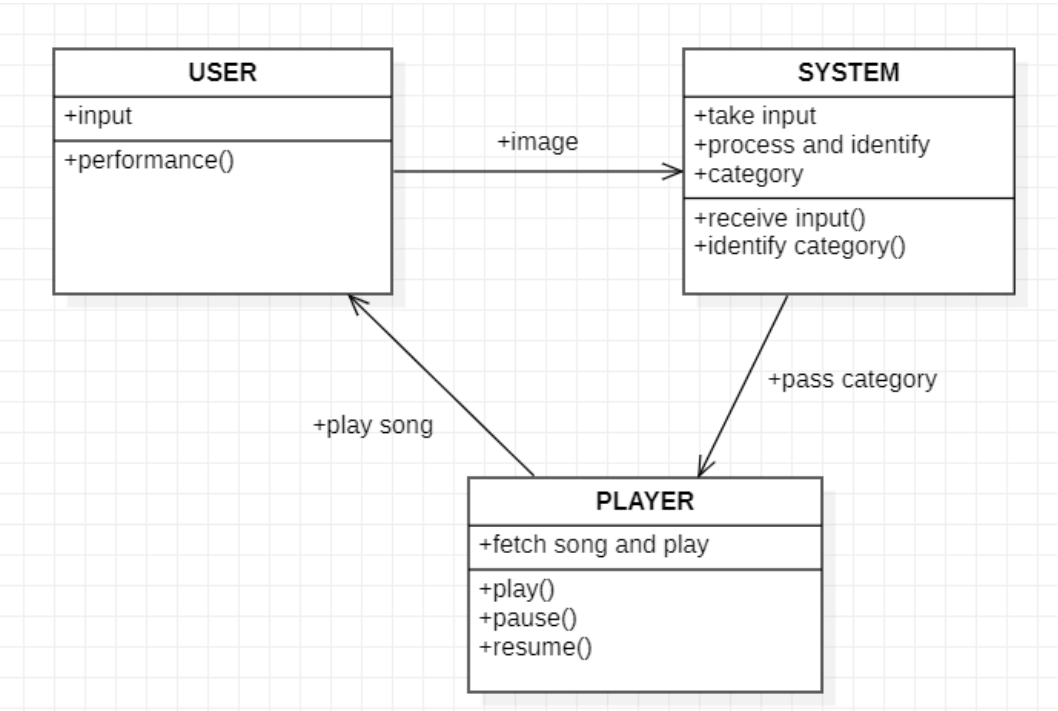 USER
+input
+performance()
+image
SYSTEM
+take input
+process and identify
+category
+receive input()
+identify category()
+pass category
+play song
PLAYER
+fetch song and play
+play()
+pause()
+resume()